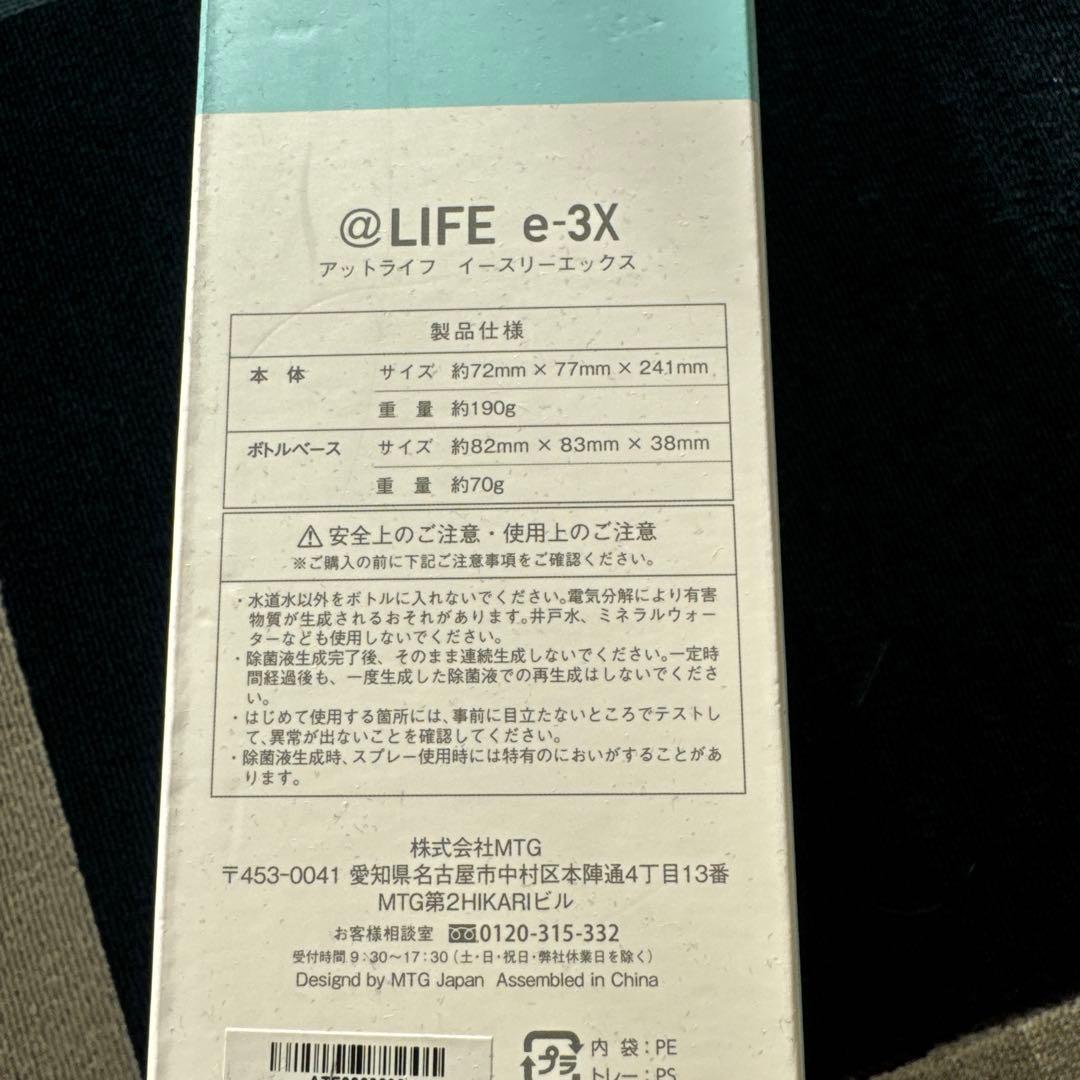 @LIFE e-3X
アットライフ イースリーエックス
製品仕様
本 体 サイズ 約72mm × 77mm × 241mm
重 量 約190g
ボトルベース サイズ 約82mm × 83mm × 38mm
重 量 約70g
⚠安全上のご注意・使用上のご注意
※ご購入の前に下記ご注意事項をご確認ください。
・水道水以外をボトルに入れないでください。電気分解により有害
物質が生成されるおそれがあります。井戸水、ミネラルウォー
ターなども使用しないでください。
・除菌液生成完了後、そのまま連続生成しないでください。一定時
間経過後も、一度生成した除菌液での再生成はしないでくださ
い。
・はじめて使用する箇所には、事前に目立たないところでテストし
て、異常が出ないことを確認してください。
・除菌液生成時、スプレー使用時には特有のにおいがすることがあ
ります。
株式会社MTG
〒453-0041 愛知県名古屋市中村区本陣通4丁目13番
MTG第2HIKARIビル
お客様相談室 0120-315-332
受付時間 9:30〜17:30（土・日・祝日・弊社休業日を除く）
Designd by MTG Japan Assembled in China
プラ
内 袋：PE
トレー：PS